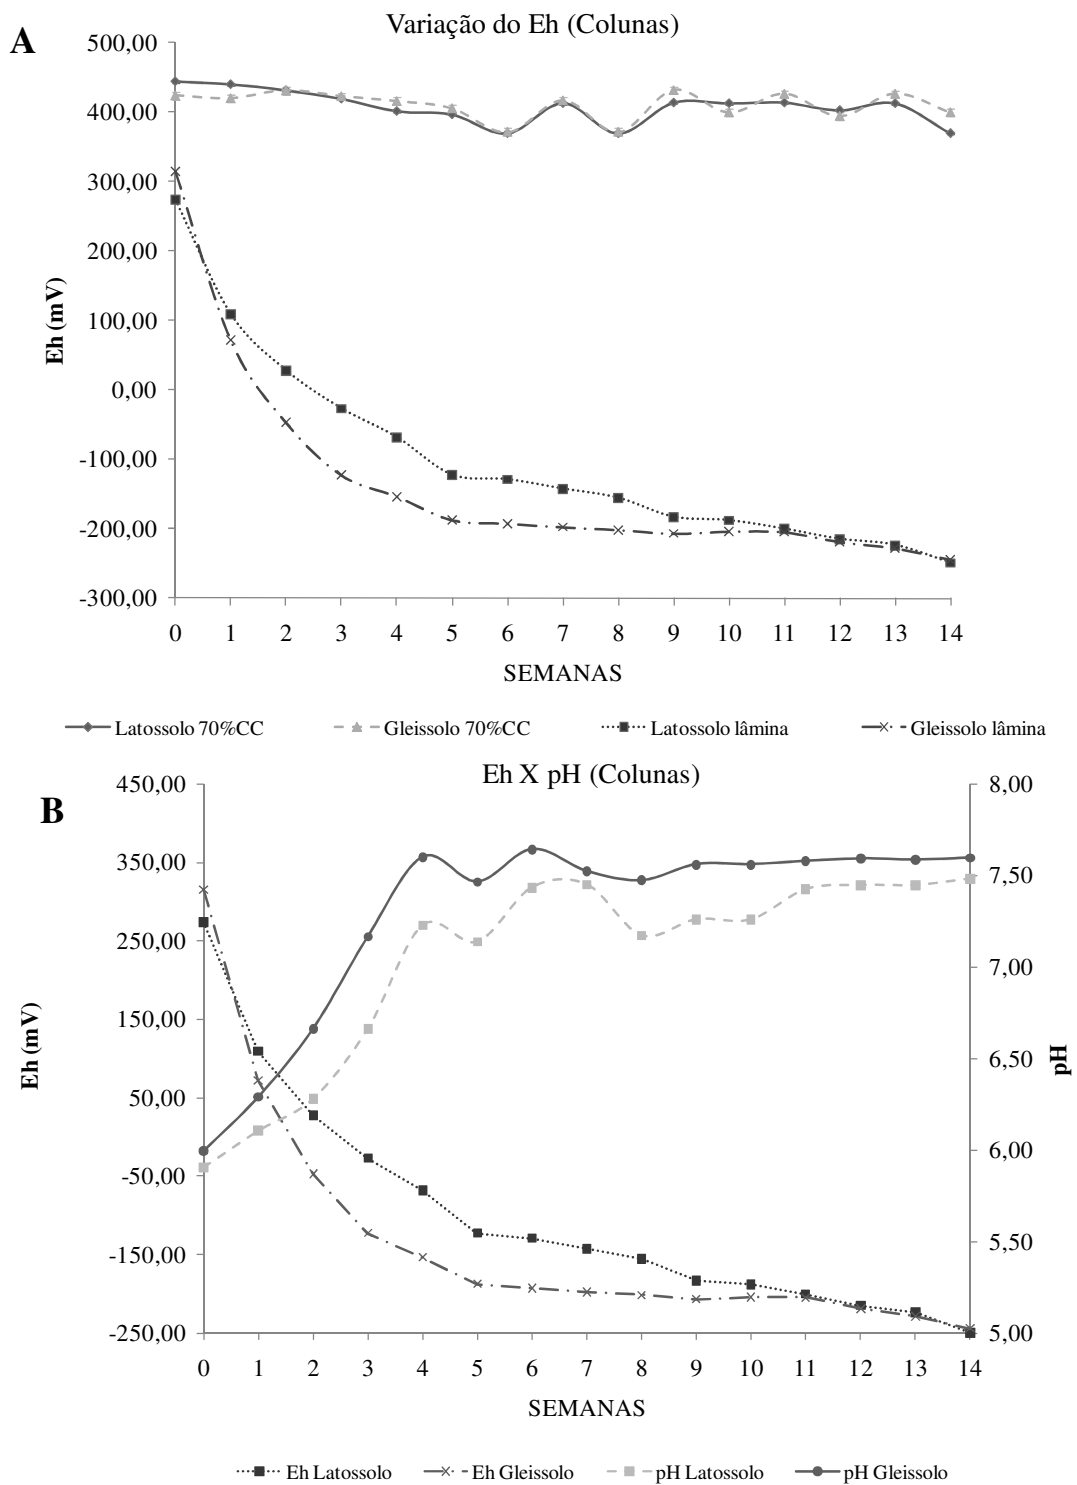 A
Variação do Eh (Colunas)
500,00
400,00
300,00
200,00
100,00
0,00
-100,00
-200,00
-300,00
Eh (mV)
0 1 2 3 4 5 6 7 8 9 10 11 12 13 14
SEMANAS
Latossolo 70%CC Gleissolo 70%CC Latossolo lâmina Gleissolo lâmina
B
Eh X pH (Colunas)
450,00
350,00
250,00
150,00
50,00
-50,00
-150,00
-250,00
Eh (mV)
8,00
7,50
7,00
6,50
6,00
5,50
5,00
pH
0 1 2 3 4 5 6 7 8 9 10 11 12 13 14
SEMANAS
Eh Latossolo Eh Gleissolo pH Latossolo pH Gleissolo